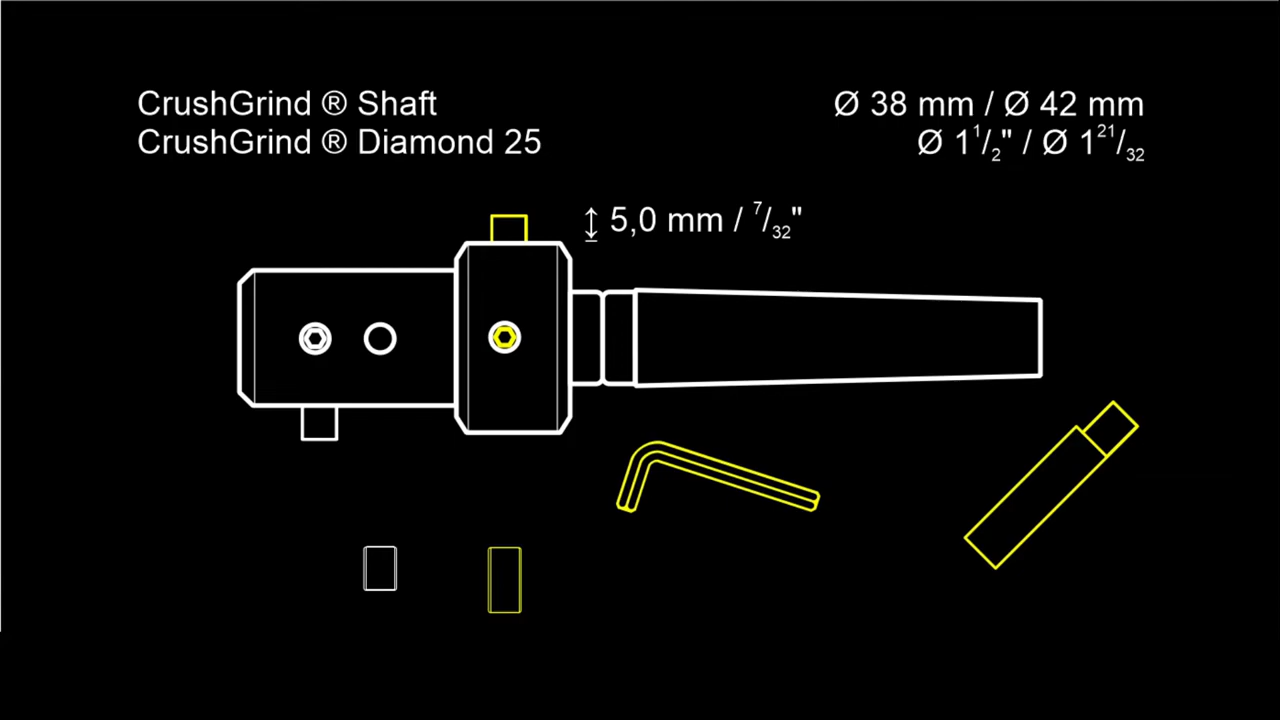 CrushGrind ® Shaft
CrushGrind ® Diamond 25
Ø 38 mm / Ø 42 mm
Ø 1 1/2" / Ø 1 21/32
5,0 mm / 7/32"